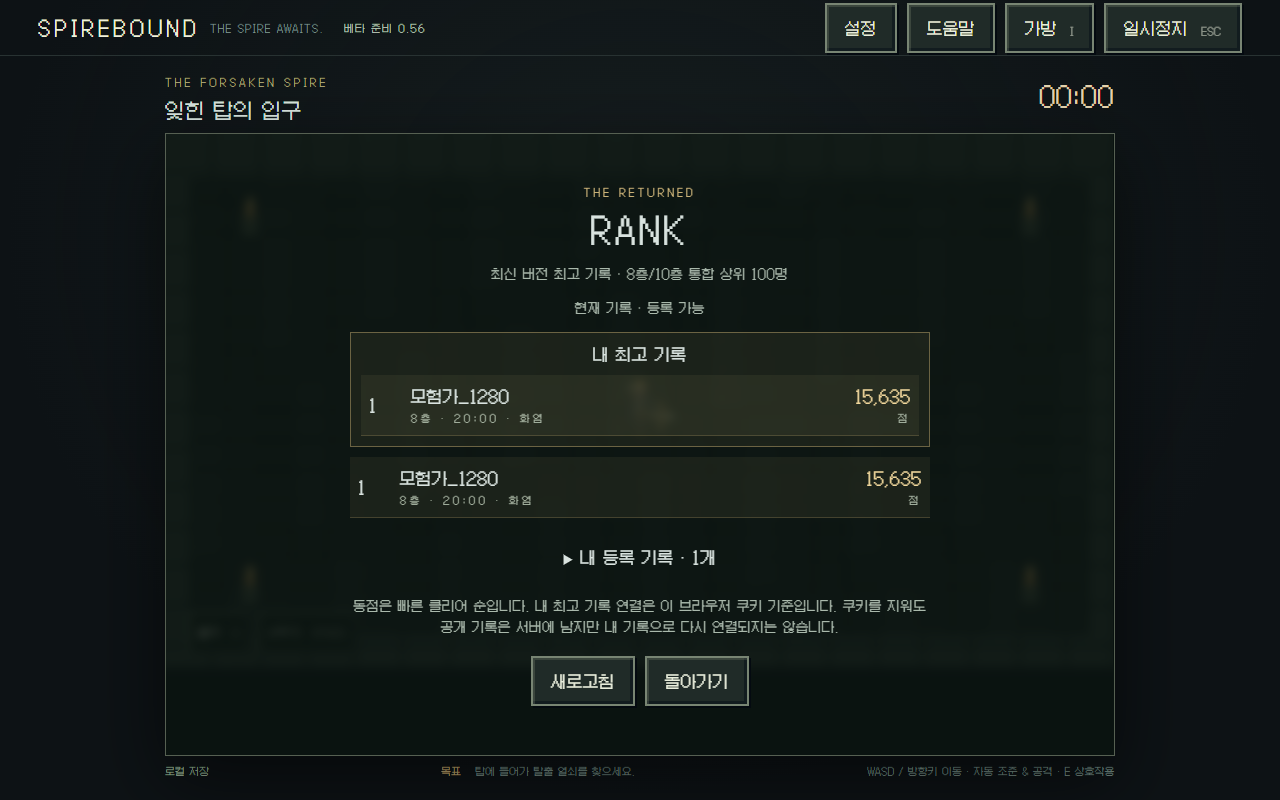 SPIREBOUND THE SPIRE AWAITS. 베타 준비 0.56 설정 도움말 가방 I 일시정지 ESC
THE FORSAKEN SPIRE
잊힌 탑의 입구 00:00
THE RETURNED
RANK
최신 버전 최고 기록 · 8층/10층 통합 상위 100명
현재 기록 · 등록 가능
내 최고 기록
1 모험가_1280 15,635
8층 · 20:00 · 화염 점
1 모험가_1280 15,635
8층 · 20:00 · 화염 점
▶ 내 등록 기록 · 1개
동점은 빠른 클리어 순입니다. 내 최고 기록 연결은 이 브라우저 쿠키 기준입니다. 쿠키를 지워도
공개 기록은 서버에 남지만 내 기록으로 다시 연결되지는 않습니다.
새로고침 돌아가기
로컬 저장 목표 탑에 들어가 탈출 열쇠를 찾으세요. WASD / 방향키 이동 · 자동 조준 & 공격 · E 상호작용